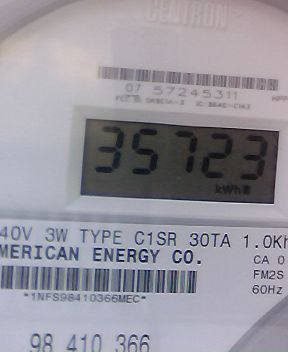 CENTRON
07 57245311
35723
kWh
40V 3W TYPE C1SR 30TA 1.0Kh
MERICAN ENERGY CO.
CA 0
FM2S
*1NFS98410366MEC*
60Hz
98 410 366